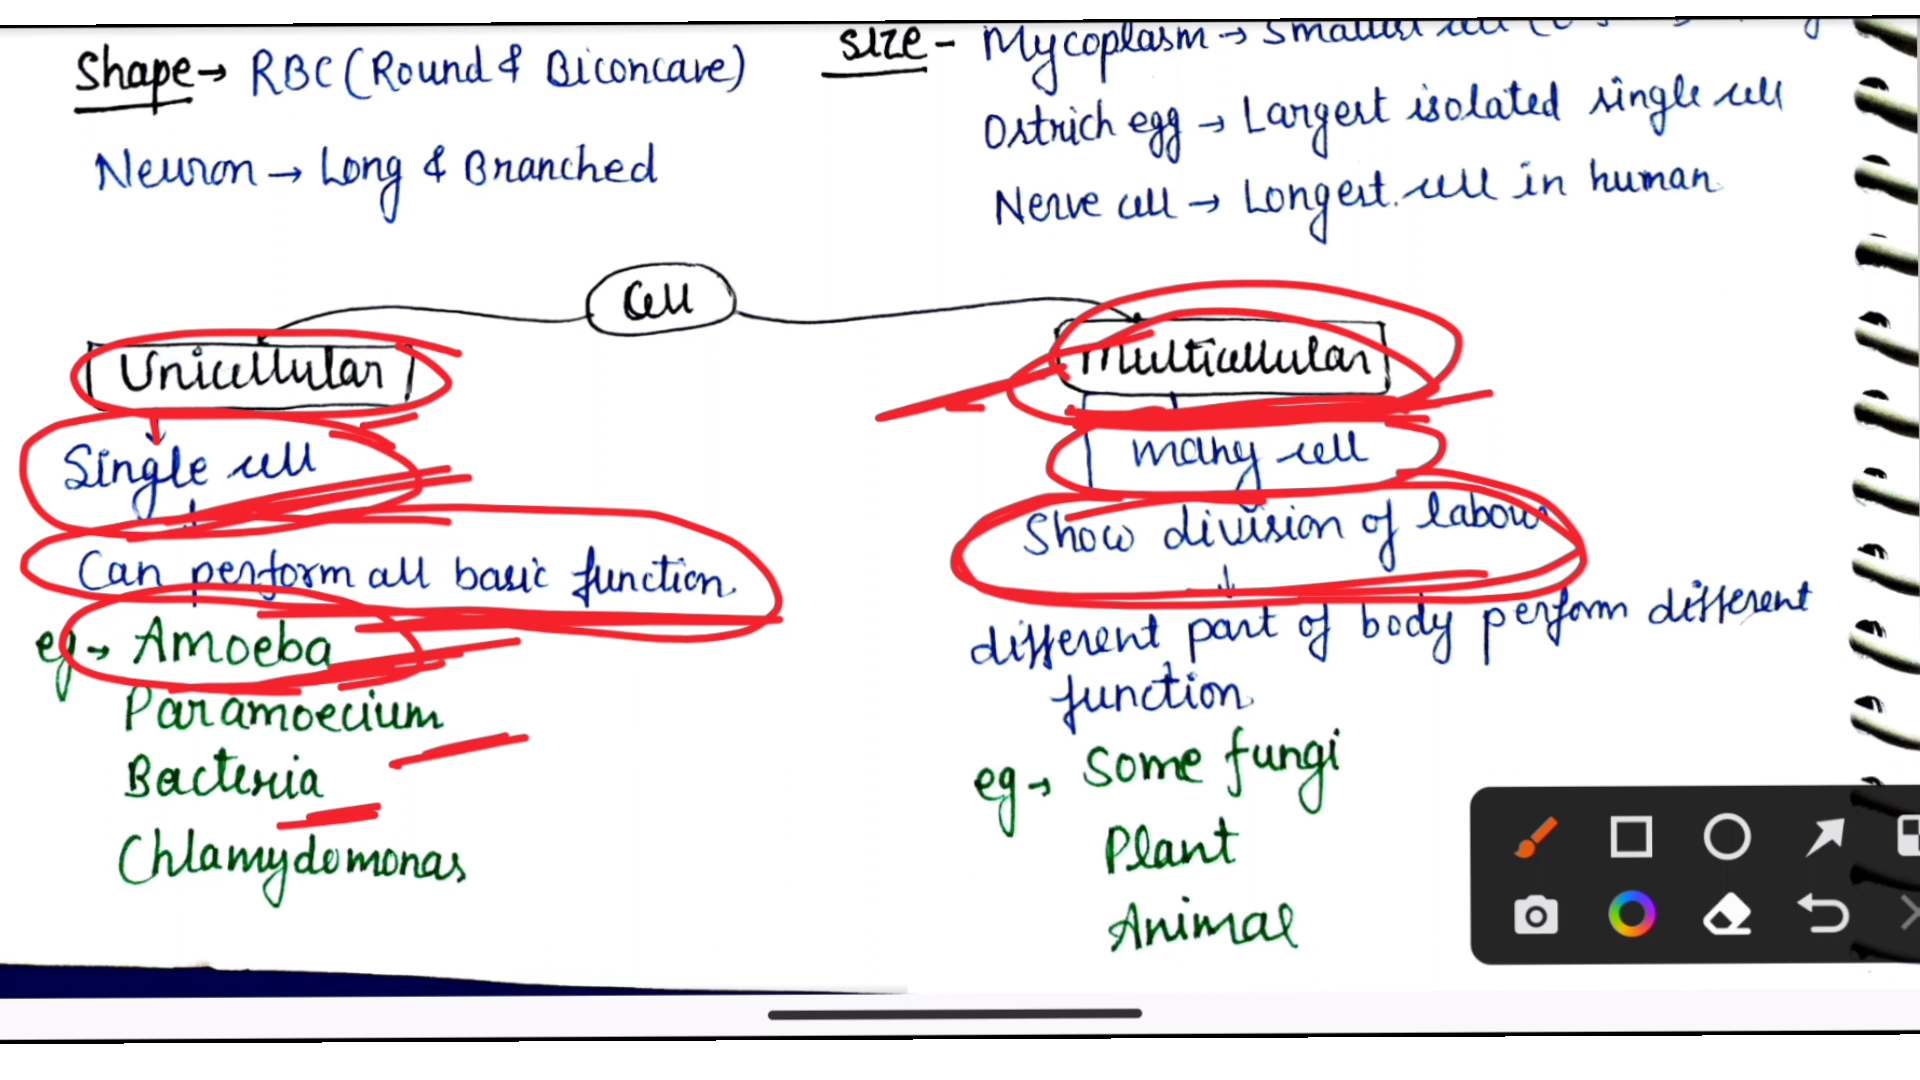 Shape→ RBC (Round & Biconcave)
Neuron → Long & Branched
SIZE - Mycoplasm → Smallest cell
Ostrich egg → Largest isolated single cell
Nerve cell → Longest cell in human
Cell
Unicellular
Single cell
Can perform all basic function.
eg→ Amoeba
Paramoecium
Bacteria
Chlamydomonas
Multicellular
many cell
Show division of labour
different part of body perform different
function
eg→ Some fungi
Plant
Animal